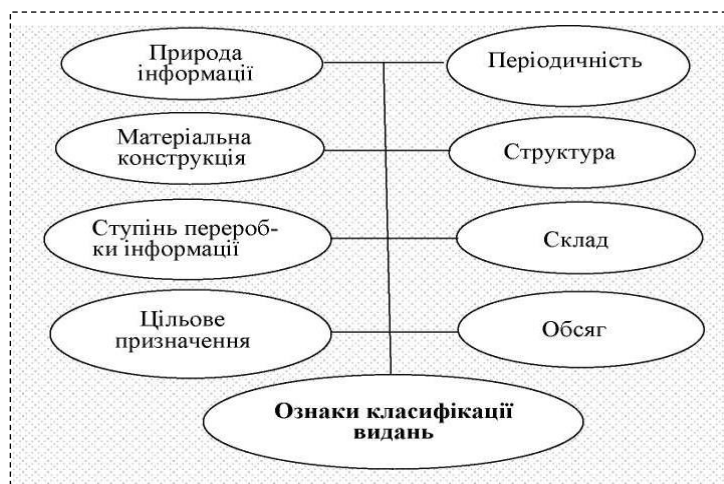 Природа
інформації
Періодичність
Матеріальна
конструкція
Структура
Ступінь перероб-
ки інформації
Склад
Цільове
призначення
Обсяг
Ознаки класифікації
видань